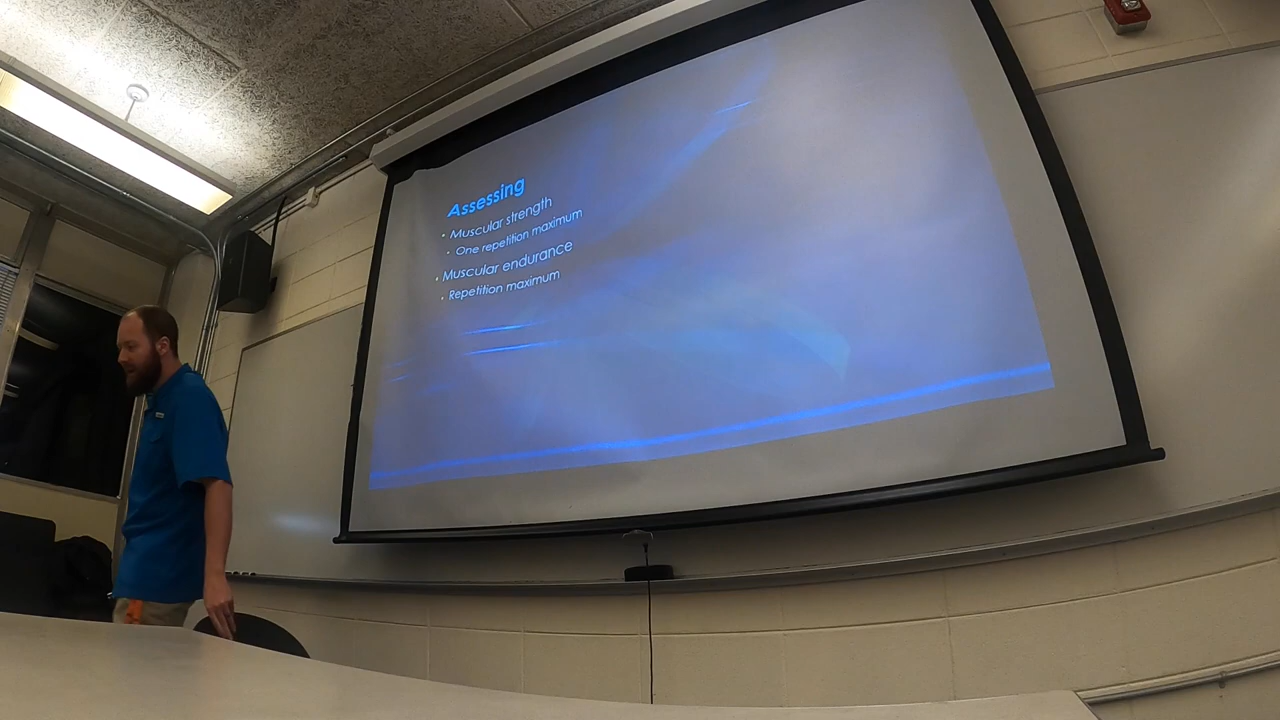 Assessing
• Muscular strength
• One repetition maximum
• Muscular endurance
• Repetition maximum